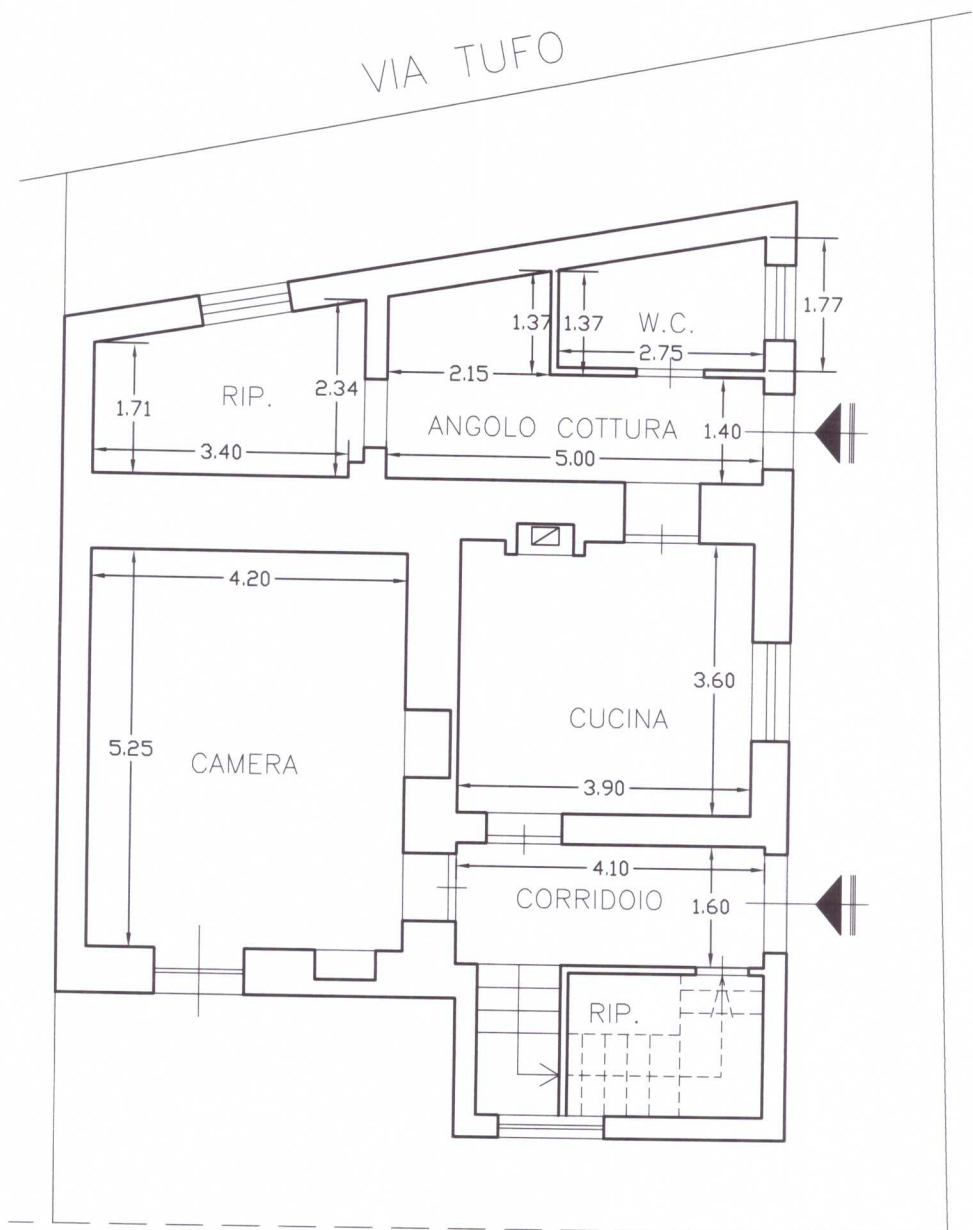 VIA TUFO
1.77
1.37
1.37
W.C.
2.75
2.15
2.34
RIP.
1.71
ANGOLO COTTURA
1.40
3.40
5.00
4.20
3.60
CUCINA
5.25
CAMERA
3.90
4.10
CORRIDOIO
1.60
RIP.